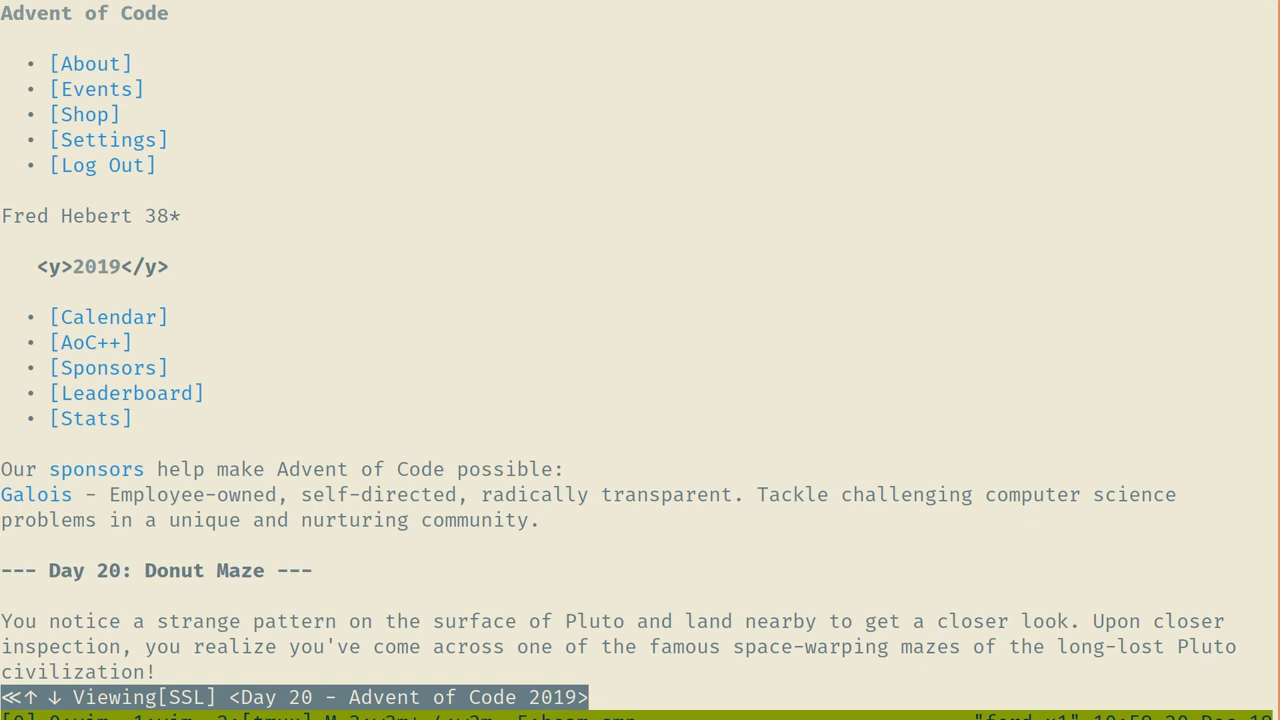 Advent of Code
• [About]
• [Events]
• [Shop]
• [Settings]
• [Log Out]
Fred Hebert 38*
<y>2019</y>
• [Calendar]
• [AoC++]
• [Sponsors]
• [Leaderboard]
• [Stats]
Our sponsors help make Advent of Code possible:
Galois - Employee-owned, self-directed, radically transparent. Tackle challenging computer science
problems in a unique and nurturing community.
--- Day 20: Donut Maze ---
You notice a strange pattern on the surface of Pluto and land nearby to get a closer look. Upon closer
inspection, you realize you've come across one of the famous space-warping mazes of the long-lost Pluto
civilization!
≪↑ ↓ Viewing[SSL] <Day 20 - Advent of Code 2019>